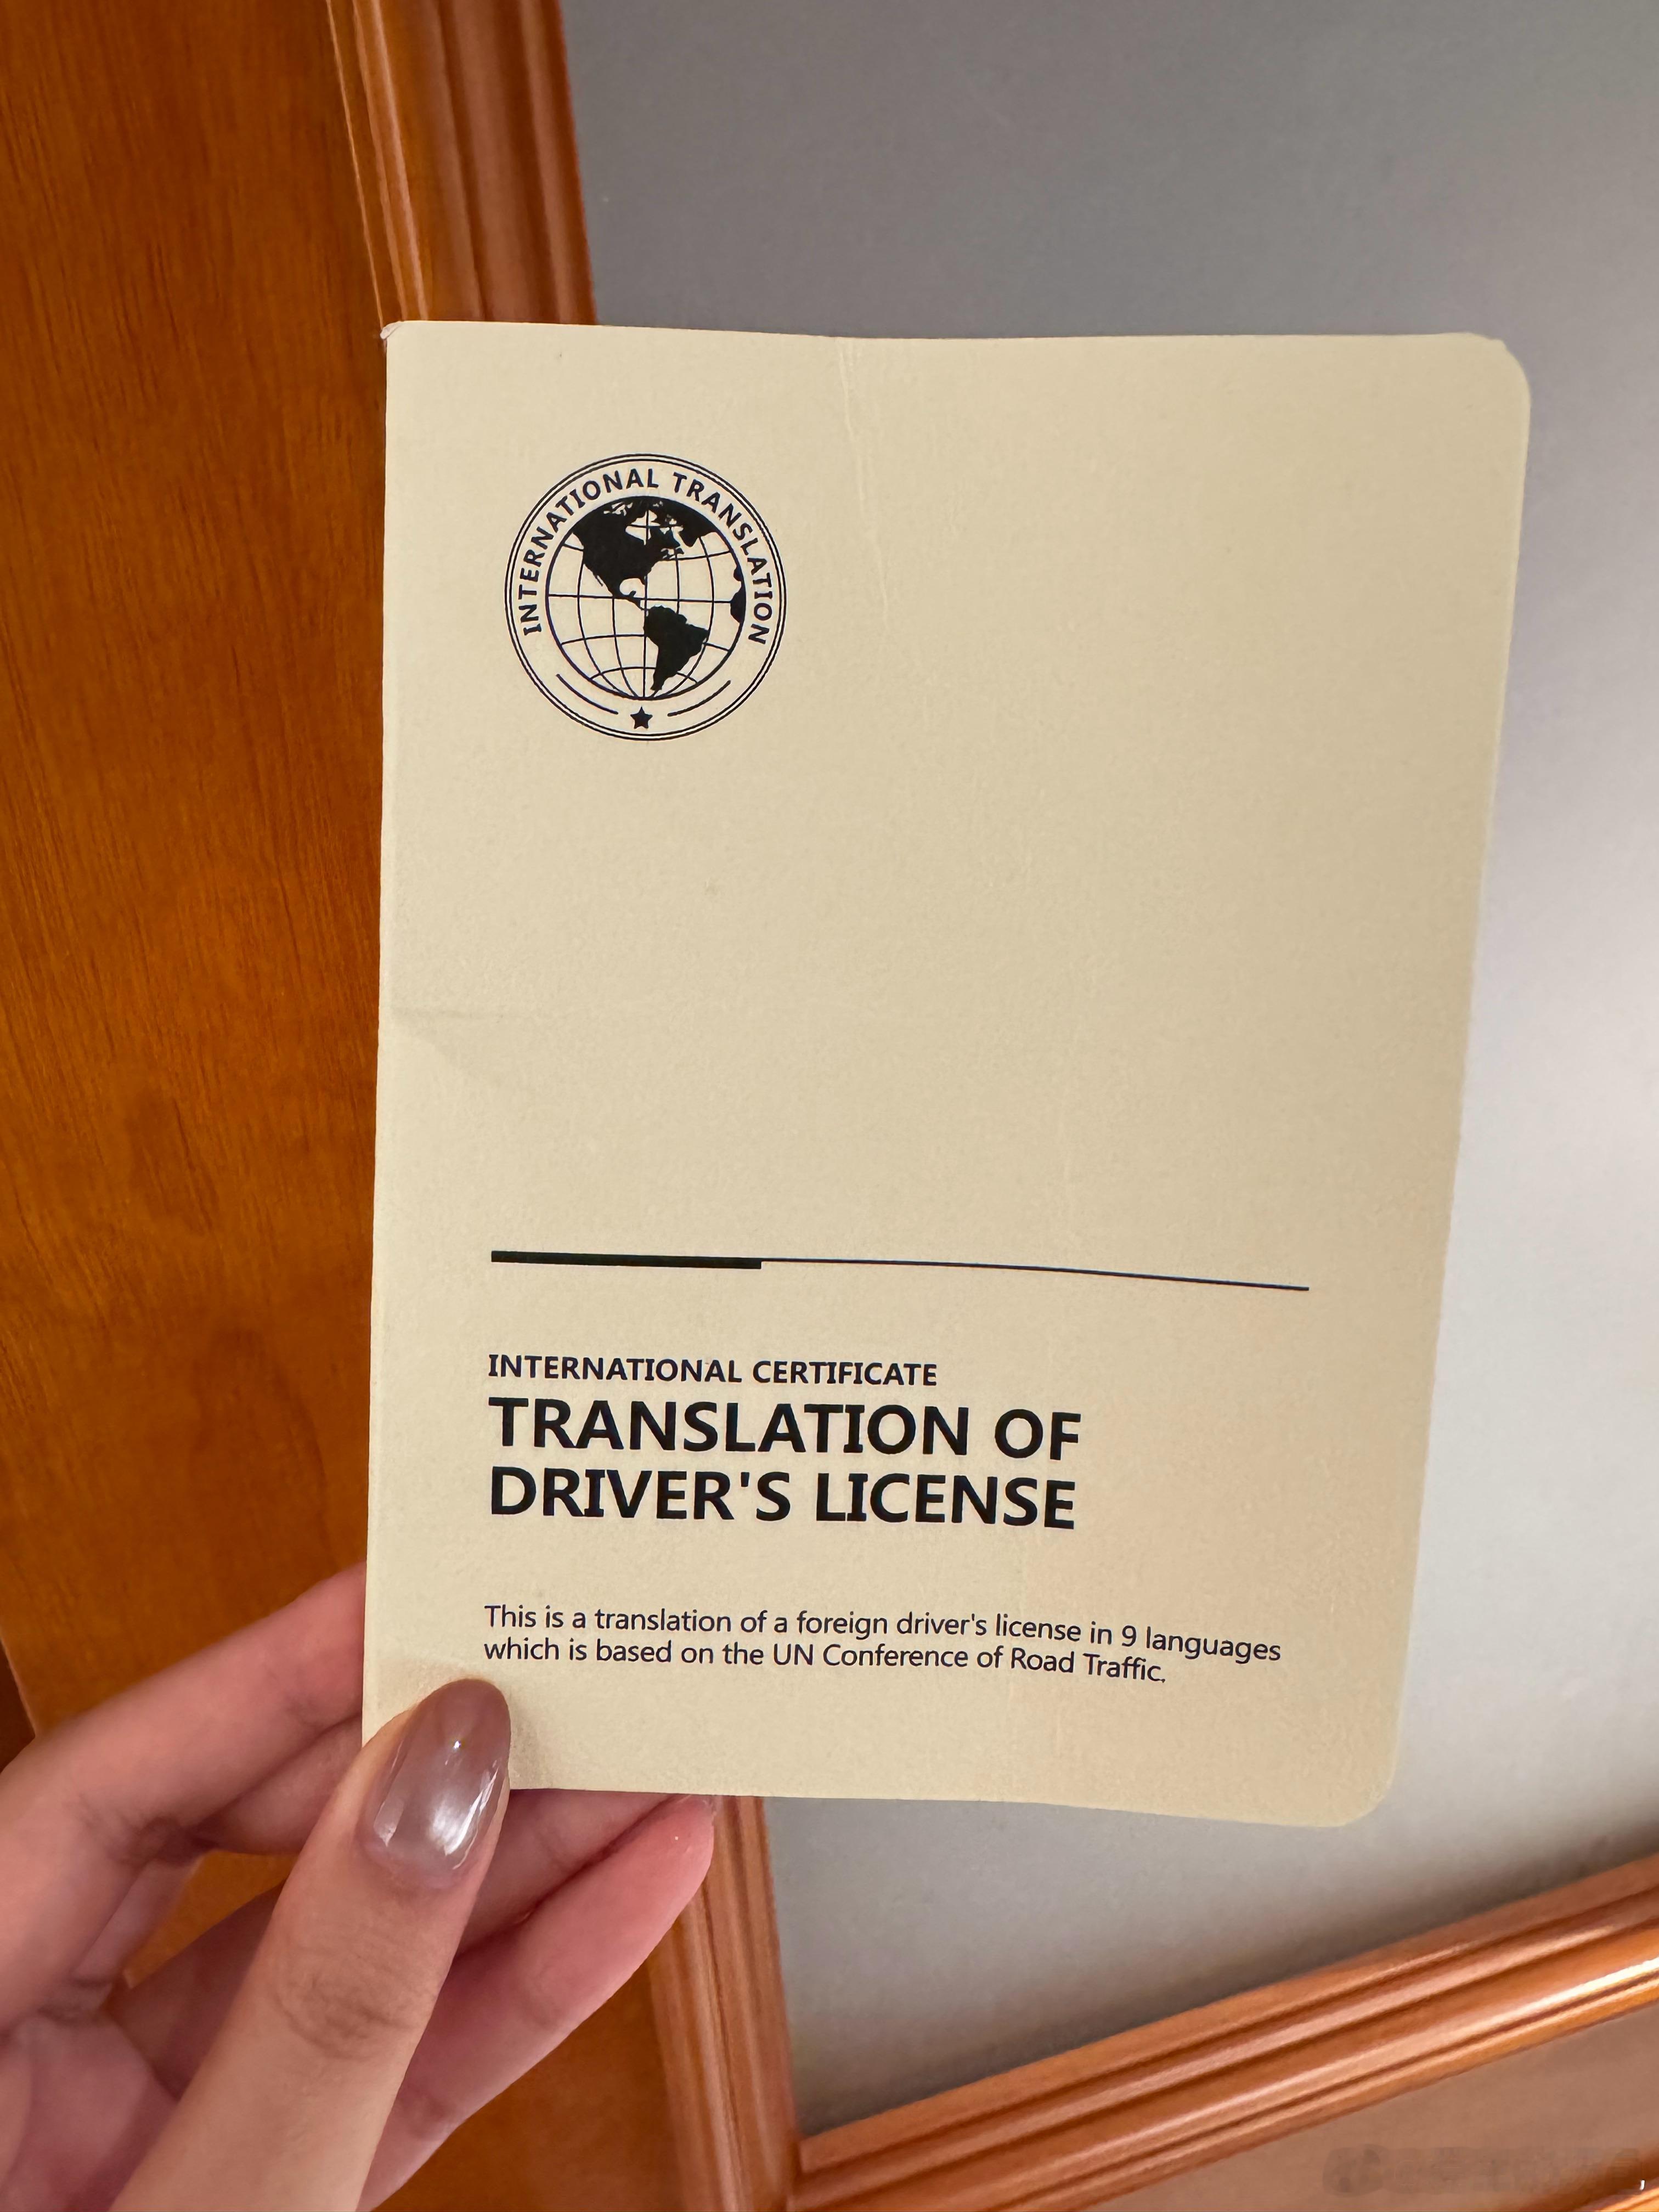 INTERNATIONAL TRANSLATION
INTERNATIONAL CERTIFICATE
TRANSLATION OF
DRIVER'S LICENSE
This is a translation of a foreign driver's license in 9 languages
which is based on the UN Conference of Road Traffic.